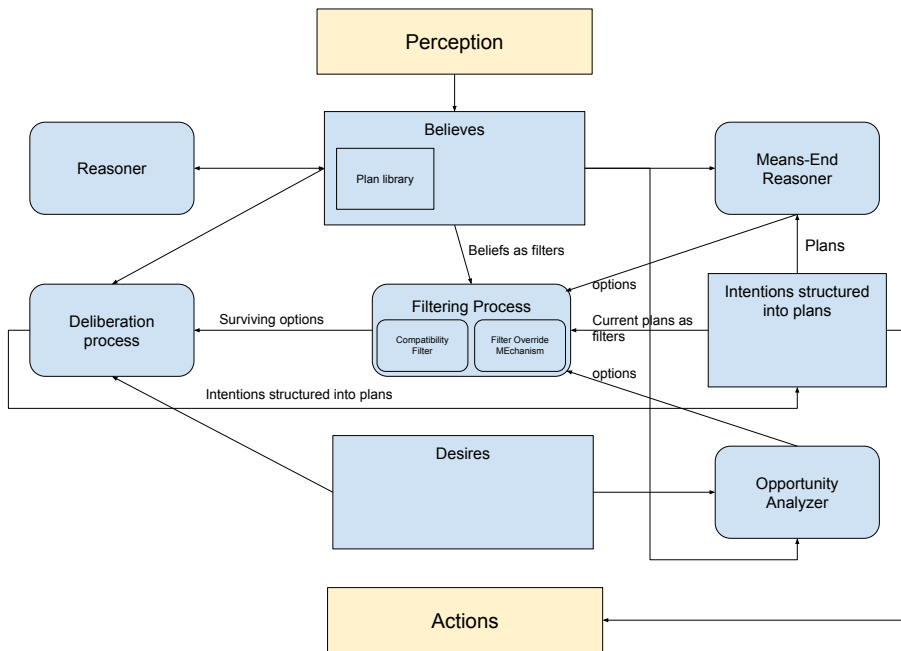 Perception
Believes
Plan library
Reasoner
Means-End
Reasoner
Beliefs as filters
Plans
options
Deliberation
process
Surviving options
Filtering Process
Compatibility
Filter
Filter Override
MEchanism
Current plans as
filters
Intentions structured
into plans
options
Intentions structured into plans
Desires
Opportunity
Analyzer
Actions